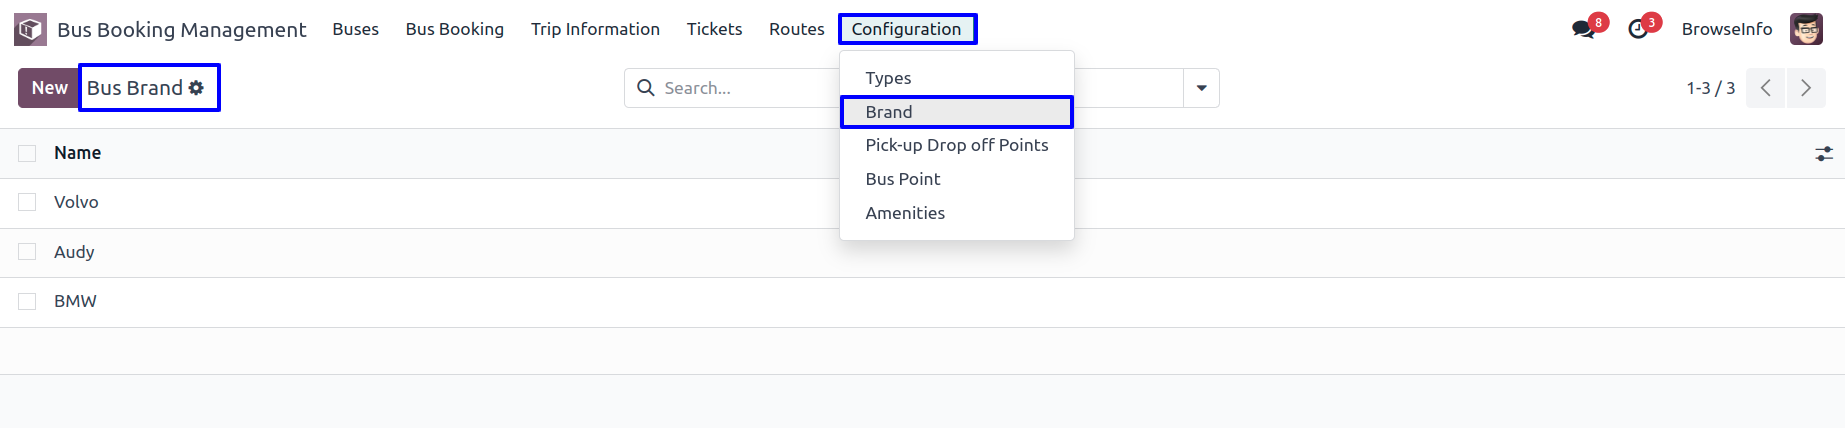 Bus Booking Management Buses Bus Booking Trip Information Tickets Routes Configuration 8 3 BrowseInfo
New Bus Brand Search... 1-3 / 3
Types
Brand
Pick-up Drop off Points
Bus Point
Amenities
Name
Volvo
Audy
BMW